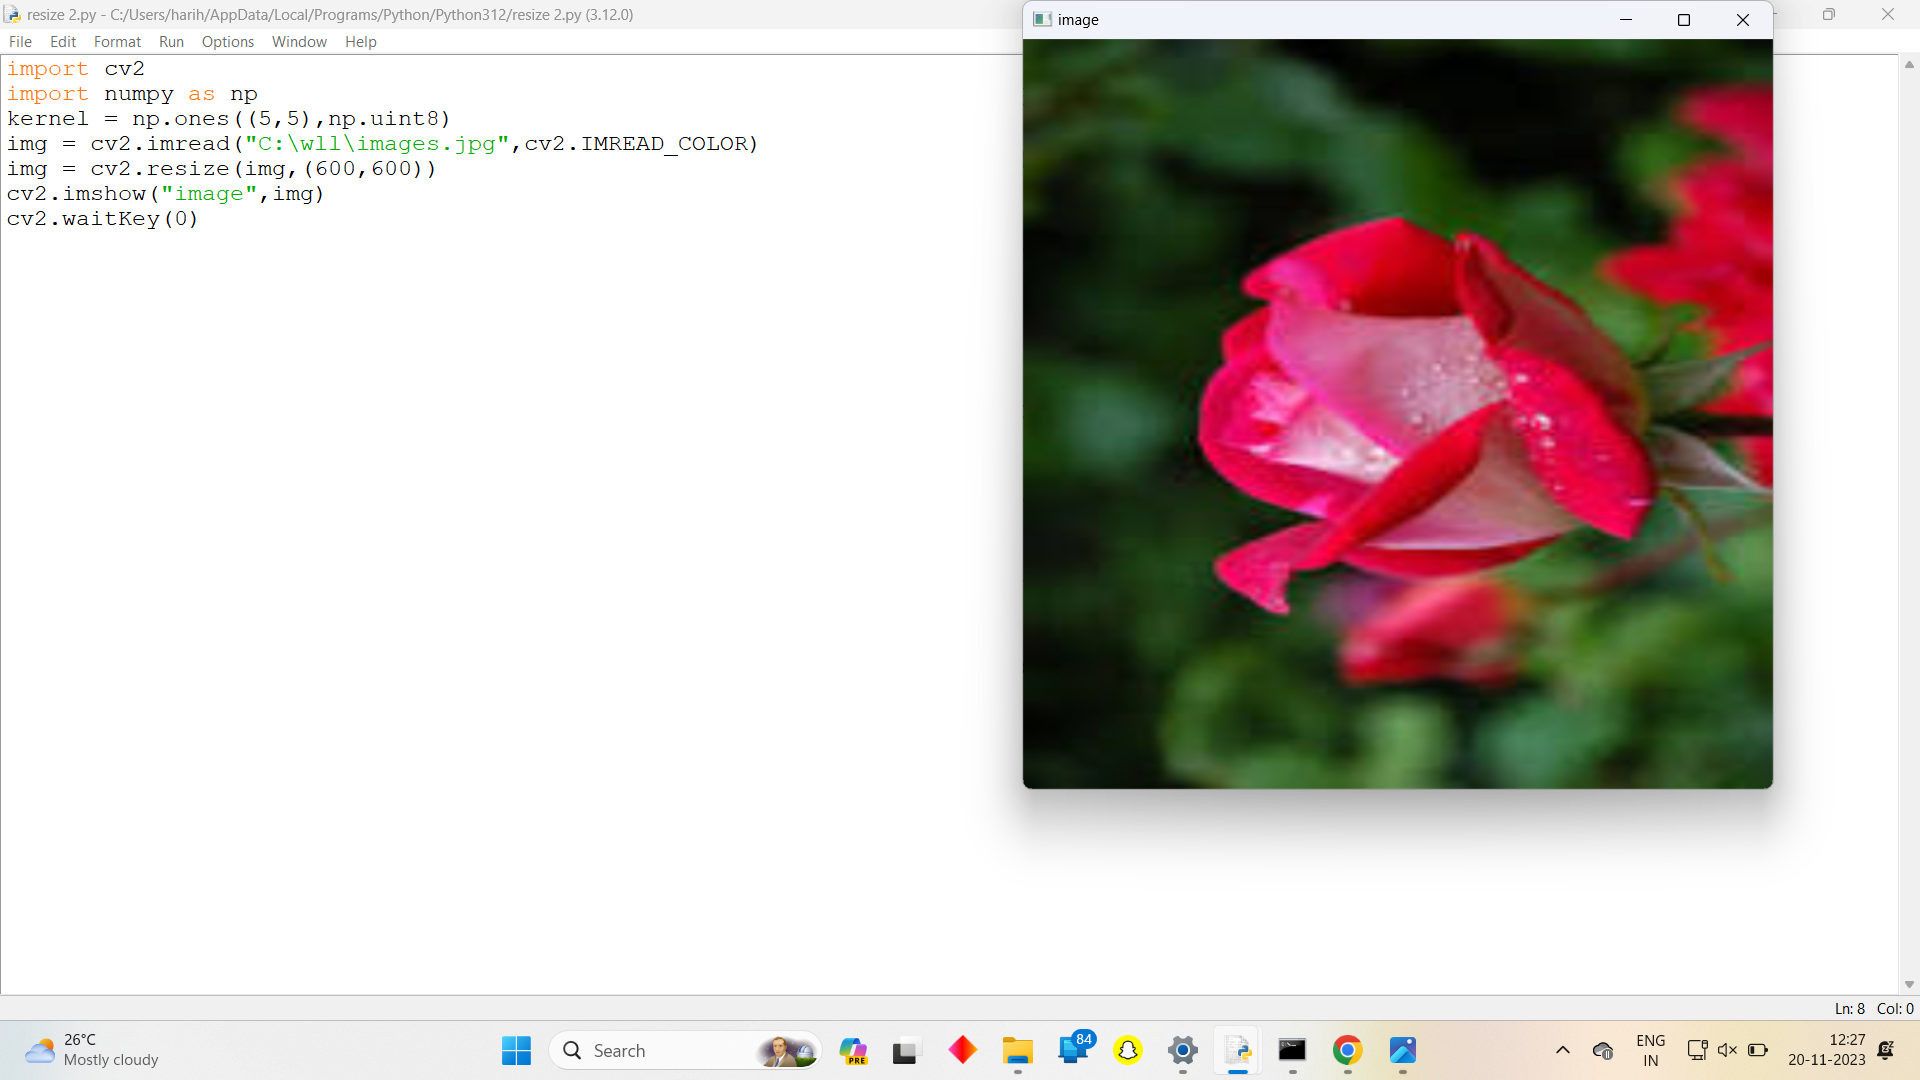 resize 2.py - C:/Users/harih/AppData/Local/Programs/Python/Python312/resize 2.py (3.12.0)
File Edit Format Run Options Window Help
import cv2
import numpy as np
kernel = np.ones((5,5),np.uint8)
img = cv2.imread("C:\wll\images.jpg",cv2.IMREAD_COLOR)
img = cv2.resize(img,(600,600))
cv2.imshow("image",img)
cv2.waitKey(0)
image
Ln: 8 Col: 0
26°C
Mostly cloudy
Search
PRE
84
ENG
IN
12:27
20-11-2023